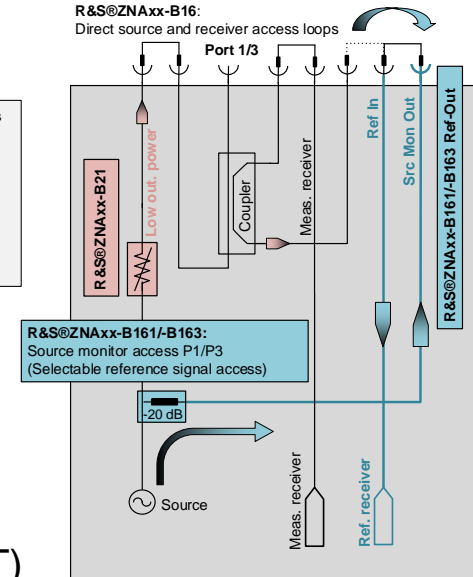 R&S®ZNAxx-B16:
Direct source and receiver access loops
Port 1/3
s
R&S®ZNAxx-B21
Low out. power
Coupler
Meas. receiver
Ref In
Src Mon Out
R&S®ZNAxx-B161/-B163 Ref-Out
R&S®ZNAxx-B161/-B163:
Source monitor access P1/P3
(Selectable reference signal access)
-20 dB
Source
Meas. receiver
Ref. receiver
T)